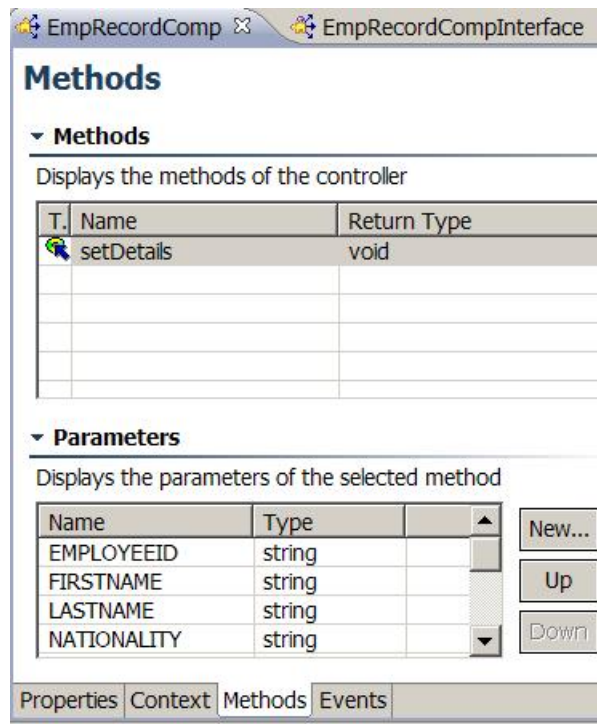 EmpRecordComp EmpRecordCompInterface
Methods
Methods
Displays the methods of the controller
T. Name Return Type
setDetails void
Parameters
Displays the parameters of the selected method
Name Type
EMPLOYEEID string
FIRSTNAME string
LASTNAME string
NATIONALITY string
New...
Up
Down
Properties Context Methods Events